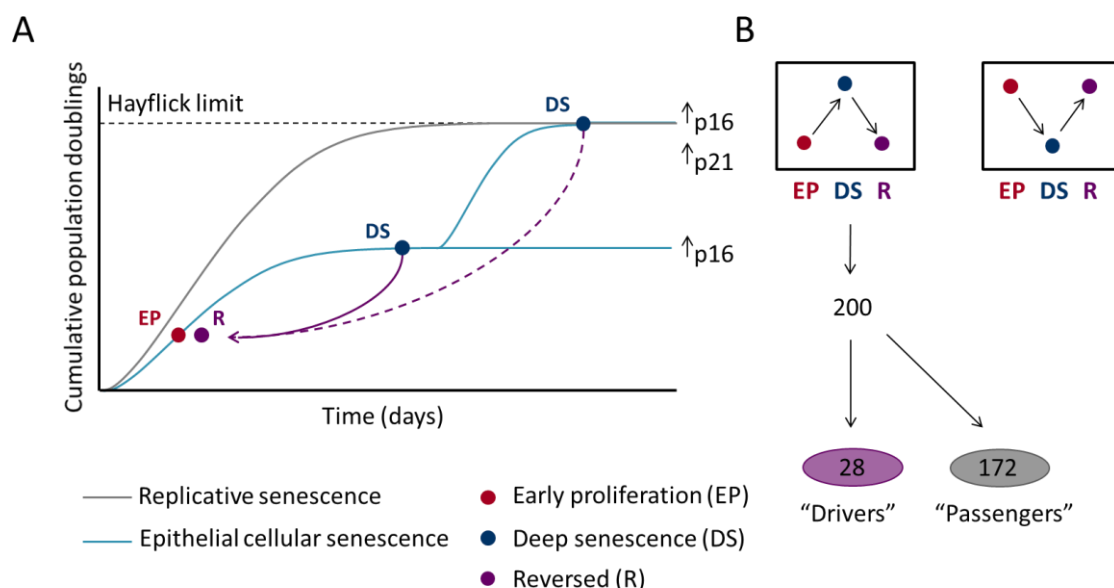 A
Cumulative population doublings
Hayflick limit
DS
↑p16
↑p21
DS
↑p16
EP
R
Time (days)
Replicative senescence
Epithelial cellular senescence
Early proliferation (EP)
Deep senescence (DS)
Reversed (R)
B
EP DS R
EP DS R
200
28
172
“Drivers”
“Passengers”